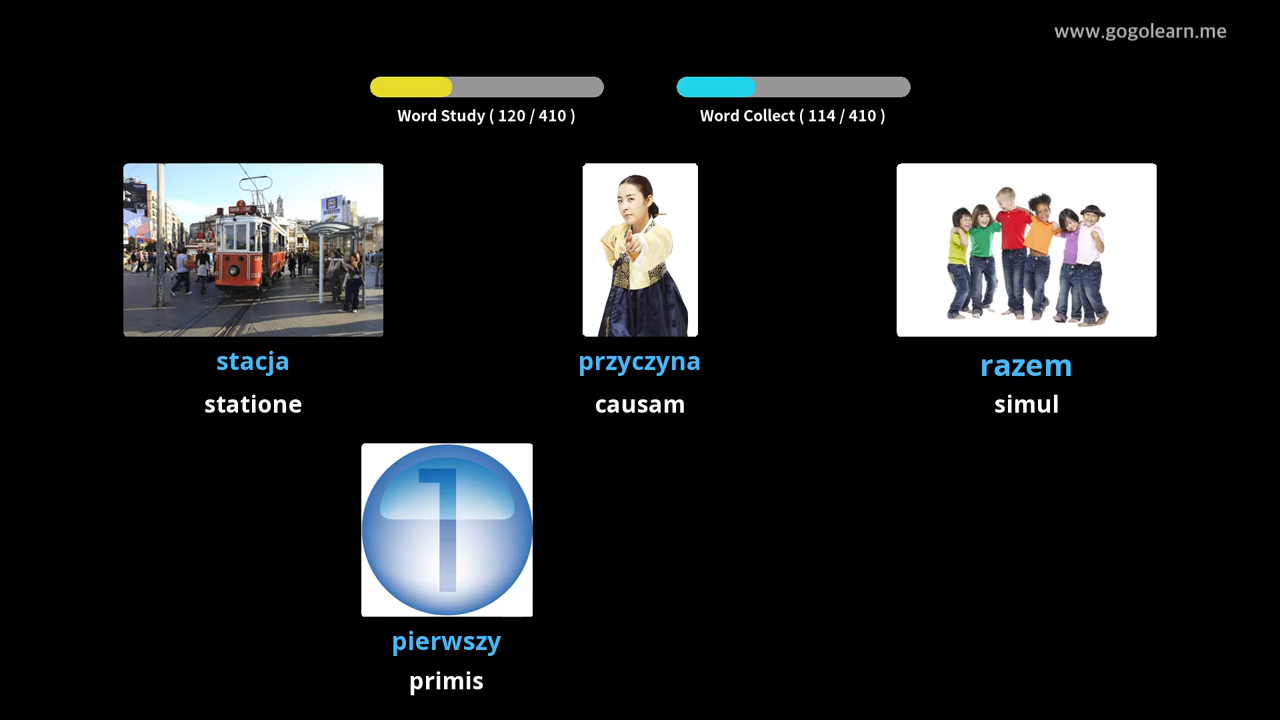 www.gogolearn.me
Word Study ( 120 / 410 )
Word Collect ( 114 / 410 )
stacja
przyczyna
razem
statione
causam
simul
1
pierwszy
primis